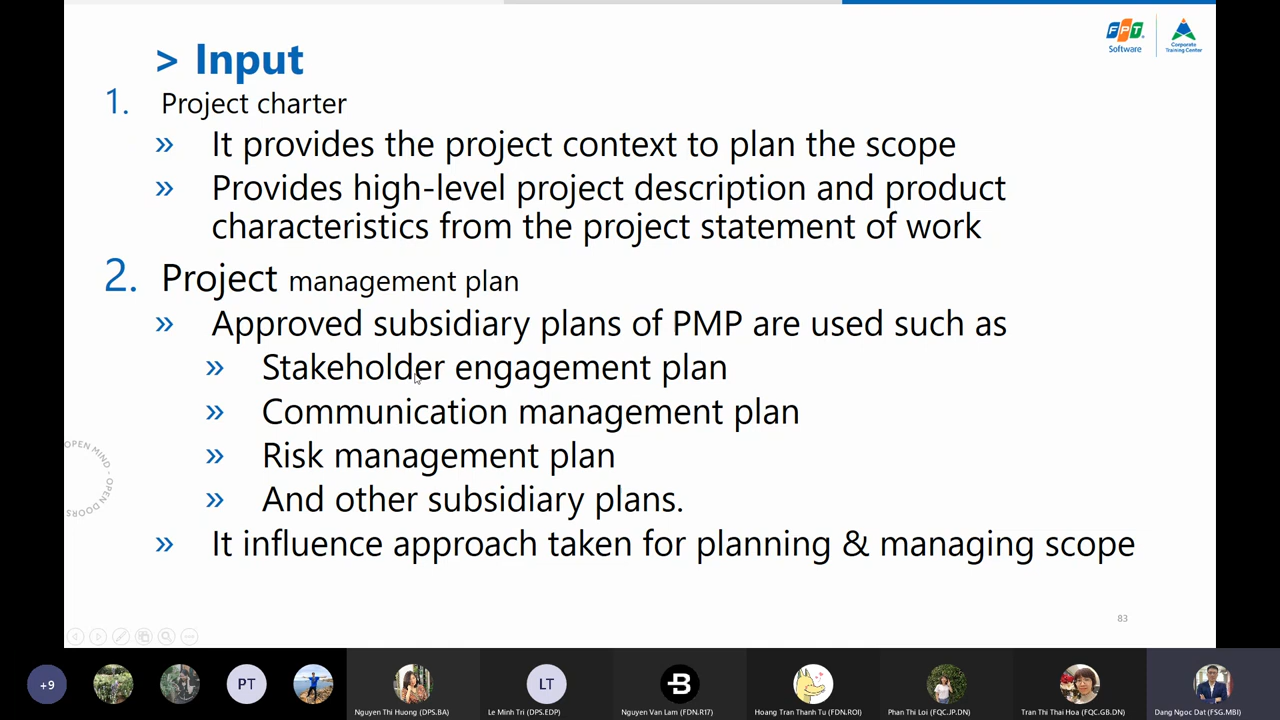 > Input
FPT
Software
Corporate
Training Center
1. Project charter
» It provides the project context to plan the scope
» Provides high-level project description and product
characteristics from the project statement of work
2. Project management plan
» Approved subsidiary plans of PMP are used such as
» Stakeholder engagement plan
» Communication management plan
» Risk management plan
» And other subsidiary plans.
» It influence approach taken for planning & managing scope
OPEN MIND - OPEN DOORS
83
+9
PT
LT
B
Nguyen Thi Huong (DPS.BA)
Le Minh Tri (DPS.EDP)
Nguyen Van Lam (FDN.R17)
Hoang Tran Thanh Tu (FDN.ROI)
Phan Thi Loi (FQC.JP.DN)
Tran Thi Thai Hoa (FQC.GB.DN)
Dang Ngoc Dat (FSG.MBI)